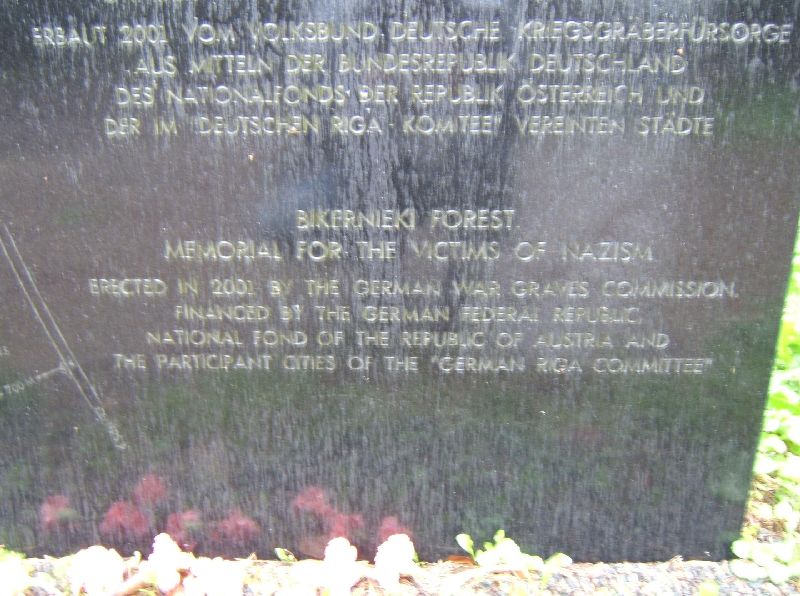 ERBAUT 2001 VOM VOLKSBUND DEUTSCHE KRIEGSGRÄBERFÜRSORGE
AUS MITTELN DER BUNDESREPUBLIK DEUTSCHLAND
DES NATIONALFONDS DER REPUBLIK ÖSTERREICH UND
DER IM "DEUTSCHEN RIGA - KOMITEE" VEREINTEN STÄDTE
BIKERNIEKI FOREST
MEMORIAL FOR THE VICTIMS OF NAZISM
ERECTED IN 2001 BY THE GERMAN WAR GRAVES COMMISSION.
FINANCED BY THE GERMAN FEDERAL REPUBLIC,
NATIONAL FOND OF THE REPUBLIC OF AUSTRIA AND
THE PARTICIPANT CITIES OF THE "GERMAN RIGA COMMITTEE"
700 M